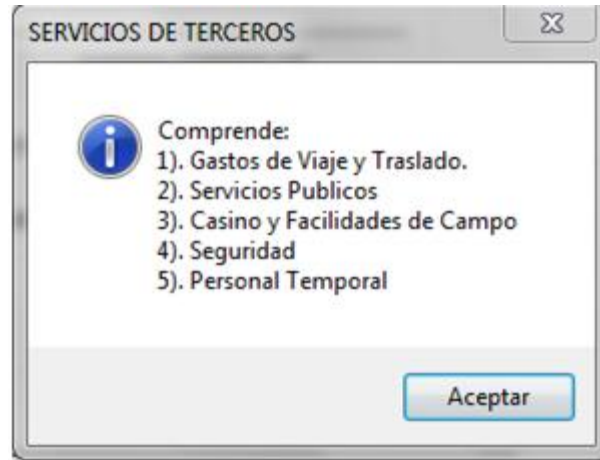 SERVICIOS DE TERCEROS
Comprende:
1). Gastos de Viaje y Traslado.
2). Servicios Publicos
3). Casino y Facilidades de Campo
4). Seguridad
5). Personal Temporal
Aceptar